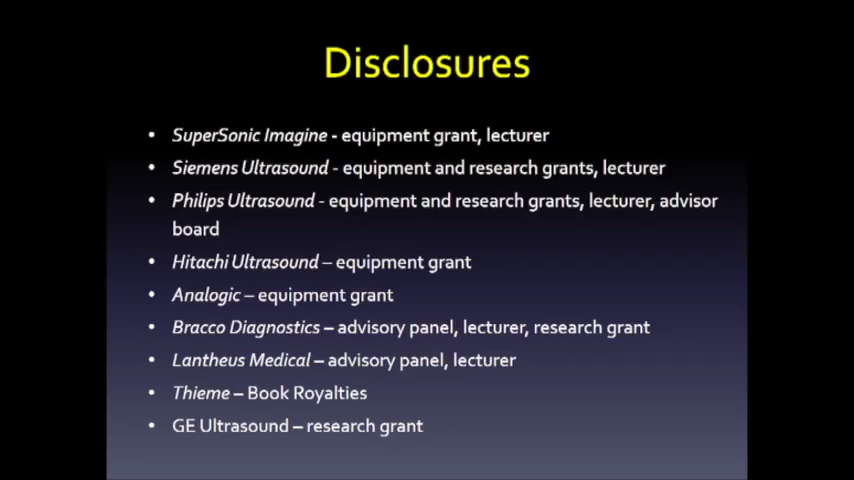 Disclosures
• SuperSonic Imagine - equipment grant, lecturer
• Siemens Ultrasound - equipment and research grants, lecturer
• Philips Ultrasound - equipment and research grants, lecturer, advisor
board
• Hitachi Ultrasound – equipment grant
• Analogic – equipment grant
• Bracco Diagnostics – advisory panel, lecturer, research grant
• Lantheus Medical – advisory panel, lecturer
• Thieme – Book Royalties
• GE Ultrasound – research grant